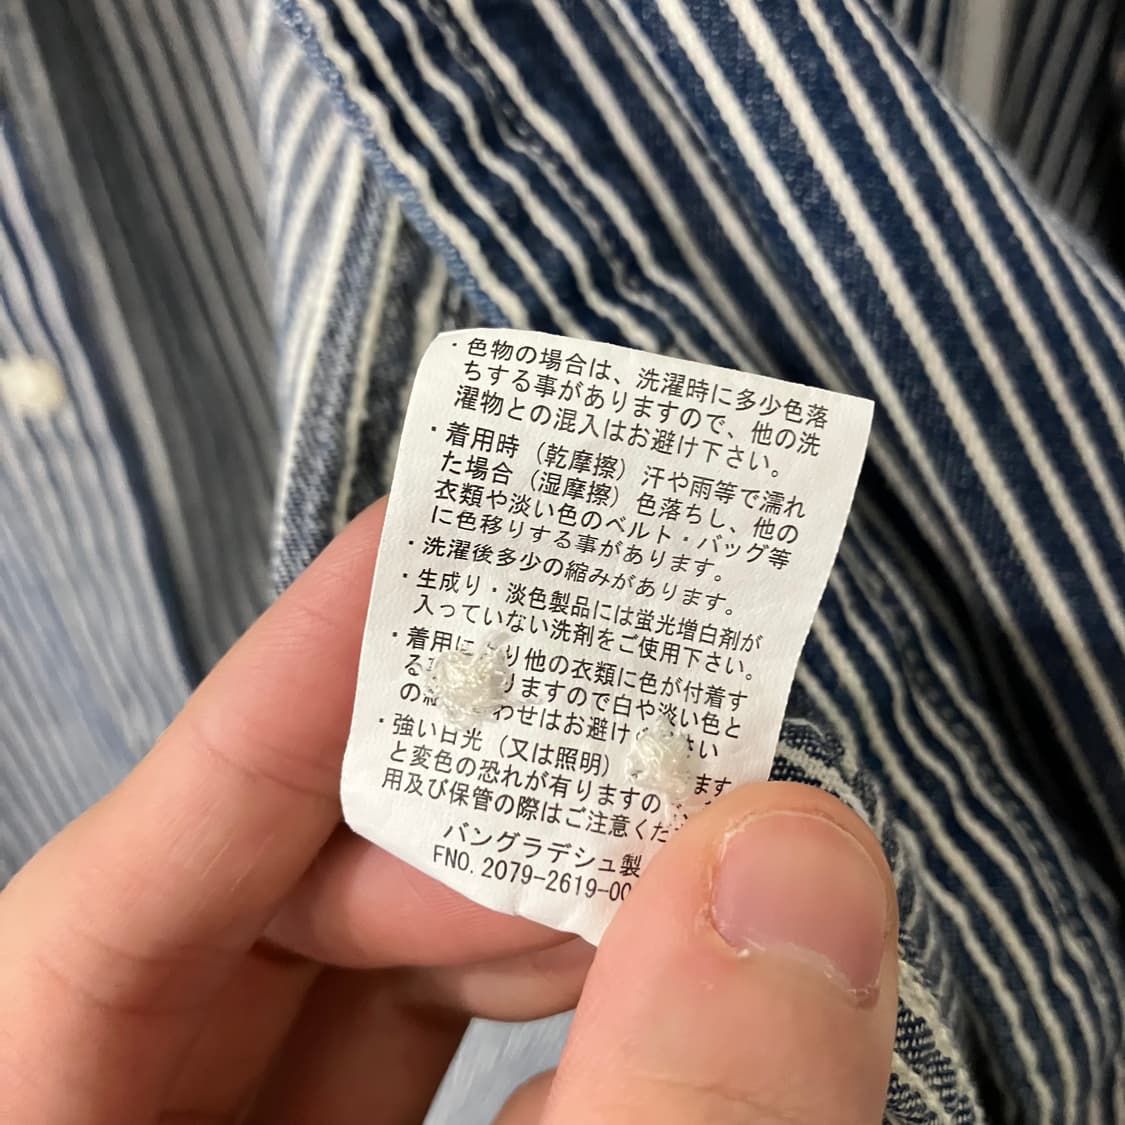 ・色物の場合は、洗濯時に多少色落
ちする事がありますので、他の洗
濯物との混入はお避け下さい。
・着用時（乾摩擦）汗や雨等で濡れ
た場合（湿摩擦）色落ちし、他の
衣類や淡い色のベルト・バッグ等
に色移りする事があります。
・洗濯後多少の縮みがあります。
・生成り・淡色製品には蛍光増白剤が
入っていない洗剤をご使用下さい。
・着用に り他の衣類に色が付着す
る りますので白や淡い色と
の わせはお避け さい
・強い日光（又は照明） ます
と変色の恐れが有りますの
用及び保管の際はご注意くだ
バングラデシュ製
FNO.2079-2619-00